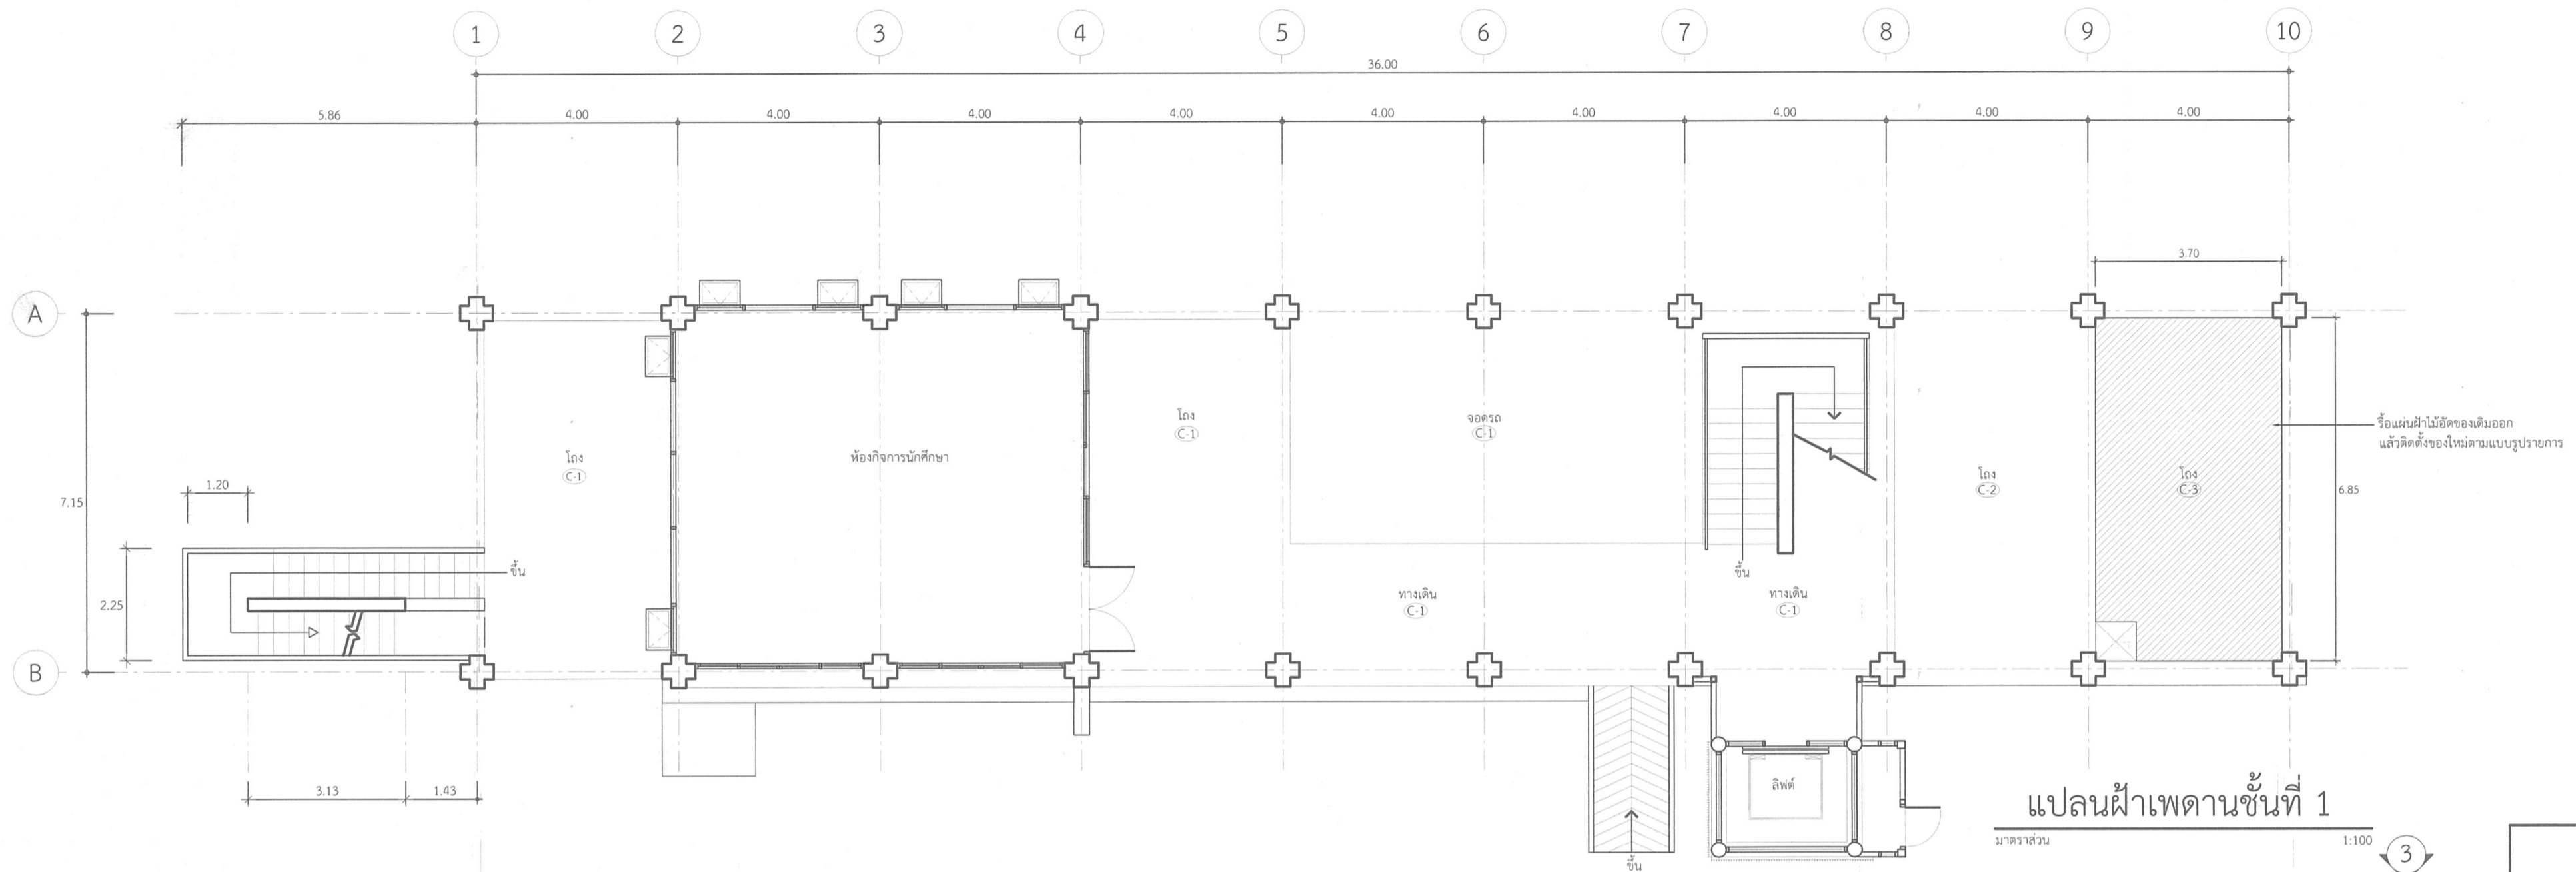 1 2 3 4 5 6 7 8 9 10
36.00
5.86 4.00 4.00 4.00 4.00 4.00 4.00 4.00 4.00 4.00
3.70
A
โถง
C-1
จอดรถ
C-1
รื้อแผ่นฝ้าไม้อัดของเดิมออก
แล้วติดตั้งของใหม่ตามแบบรูปรายการ
ห้องกิจการนักศึกษา
โถง
C-1
โถง
C-2
โถง
C-3
6.85
1.20
7.15
ขึ้น
ขึ้น
2.25
ทางเดิน
C-1
ทางเดิน
C-1
B
3.13 1.43
ลิฟต์
ขึ้น
แปลนฝ้าเพดานชั้นที่ 1
มาตราส่วน 1:100
3